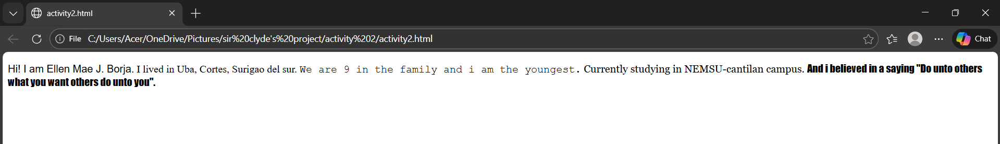 activity2.html
File C:/Users/Acer/OneDrive/Pictures/sir%20clyde's%20project/activity%202/activity2.html
Chat
Hi! I am Ellen Mae J. Borja. I lived in Uba, Cortes, Surigao del sur. We are 9 in the family and i am the youngest. Currently studying in NEMSU-cantilan campus. And i believed in a saying "Do unto others
what you want others do unto you".